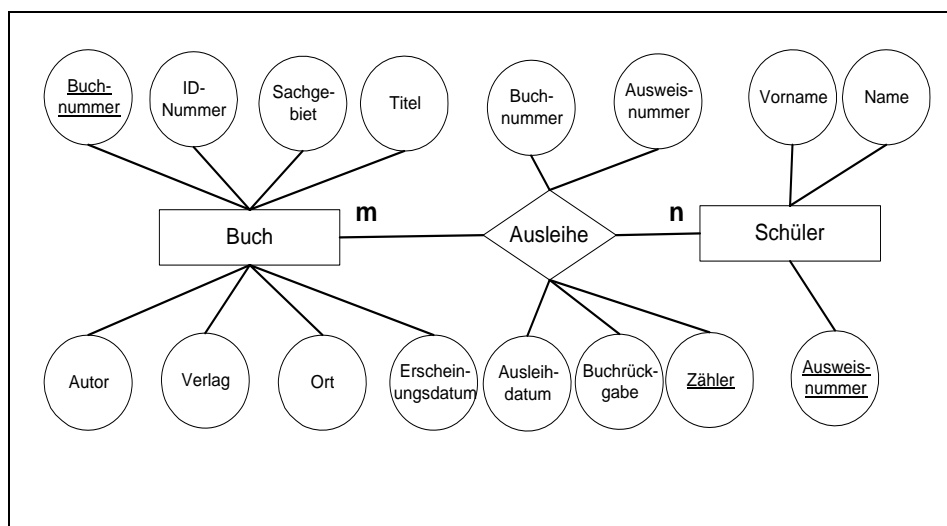 Buch-
nummer
ID-
Nummer
Sachge-
biet
Titel
Buch-
nummer
Ausweis-
nummer
Vorname
Name
Buch
m
Ausleihe
n
Schüler
Autor
Verlag
Ort
Erschein-
ungsdatum
Ausleih-
datum
Buchrück-
gabe
Zähler
Ausweis-
nummer